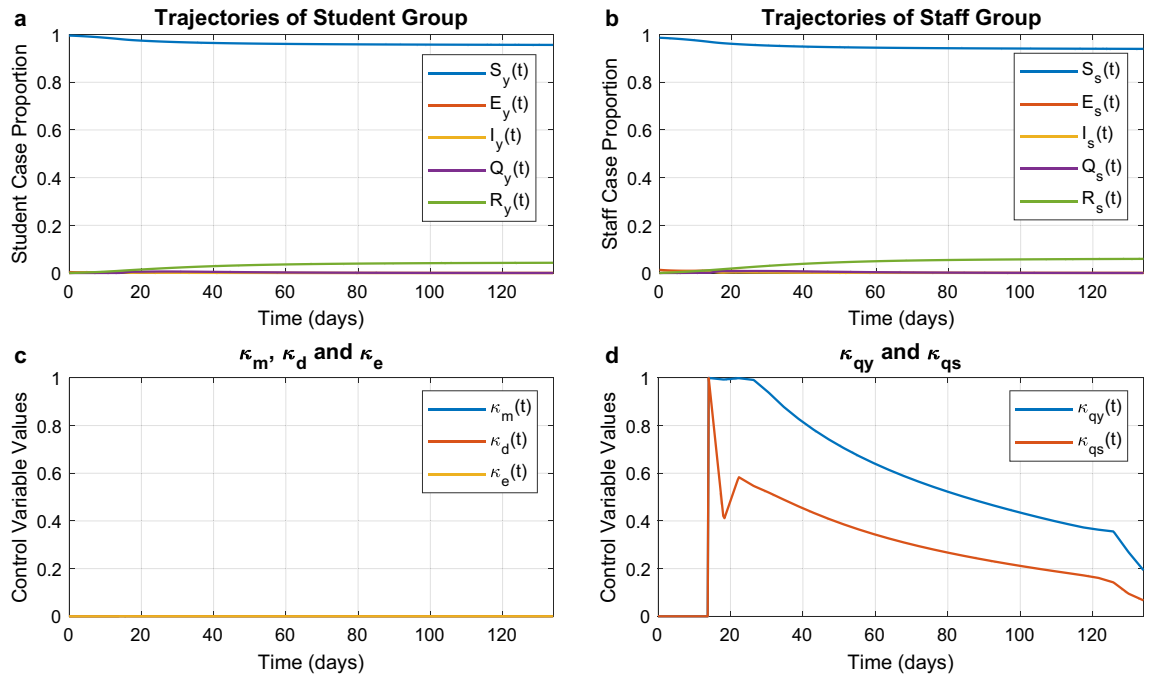 a
Trajectories of Student Group
Student Case Proportion
1
0.8
0.6
0.4
0.2
0
0 20 40 60 80 100 120
Time (days)
S_y(t)
E_y(t)
I_y(t)
Q_y(t)
R_y(t)
b
Trajectories of Staff Group
Staff Case Proportion
1
0.8
0.6
0.4
0.2
0
0 20 40 60 80 100 120
Time (days)
S_s(t)
E_s(t)
I_s(t)
Q_s(t)
R_s(t)
c
κ_m, κ_d and κ_e
Control Variable Values
1
0.8
0.6
0.4
0.2
0
0 20 40 60 80 100 120
Time (days)
κ_m(t)
κ_d(t)
κ_e(t)
d
κ_qy and κ_qs
Control Variable Values
1
0.8
0.6
0.4
0.2
0
0 20 40 60 80 100 120
Time (days)
κ_qy(t)
κ_qs(t)